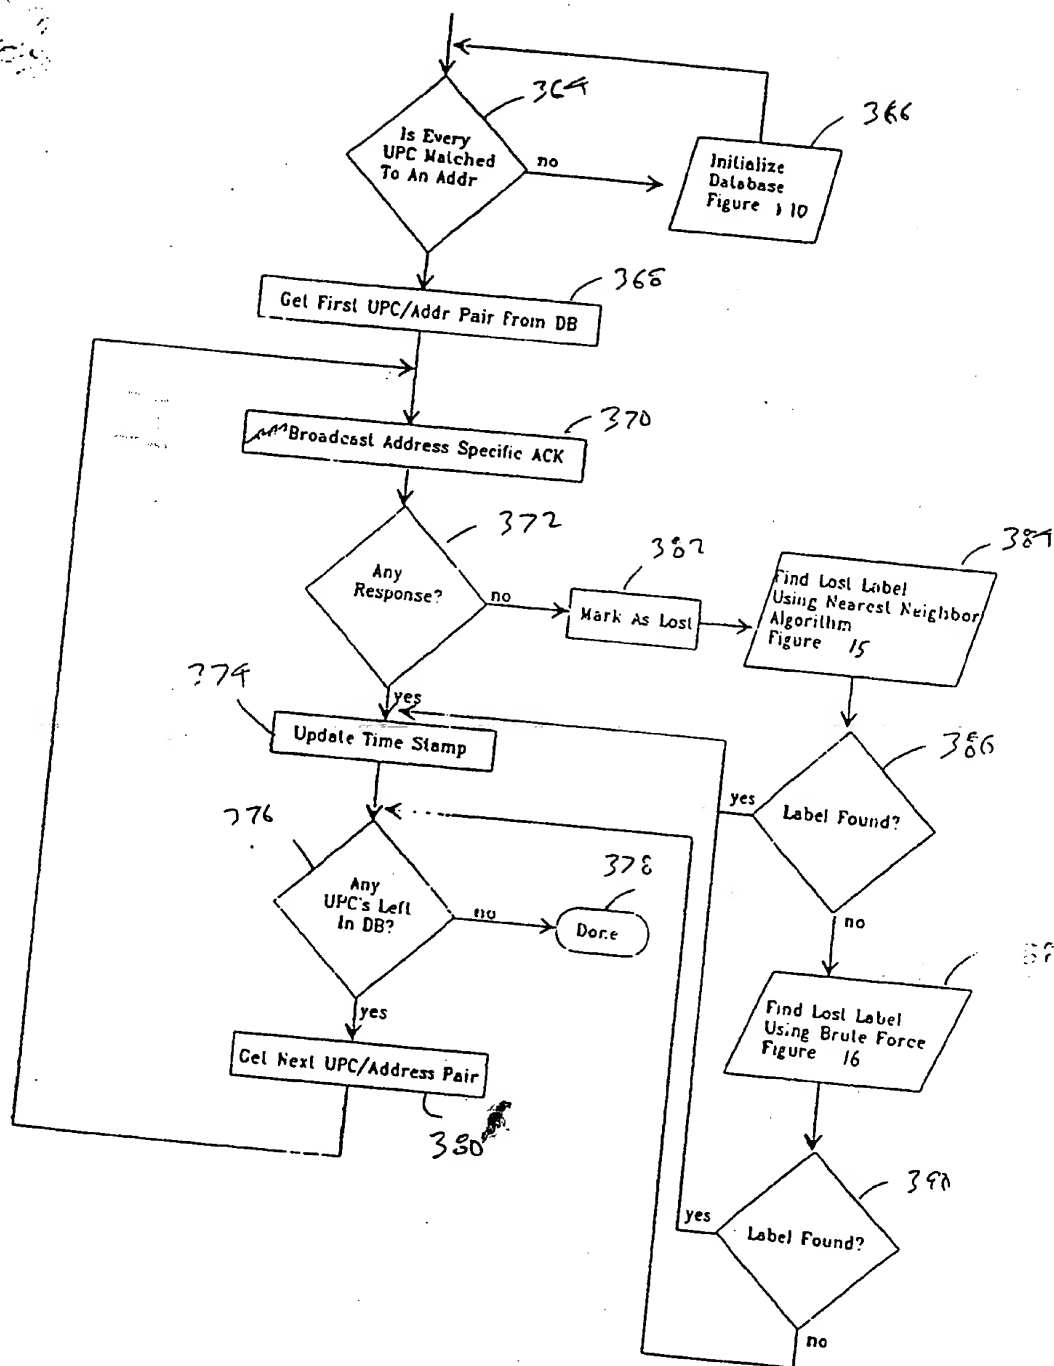 364
Is Every
UPC Matched
To An Addr
no
366
Initialize
Database
Figure 10
368
Get First UPC/Addr Pair From DB
370
Broadcast Address Specific ACK
372
Any
Response?
no
382
Mark As Lost
384
Find Lost Label
Using Nearest Neighbor
Algorithm
Figure 15
yes
374
Update Time Stamp
386
Label Found?
yes
no
376
Any
UPC's Left
In DB?
no
378
Done
yes
Find Lost Label
Using Brute Force
Figure 16
Get Next UPC/Address Pair
380
390
Label Found?
yes
no